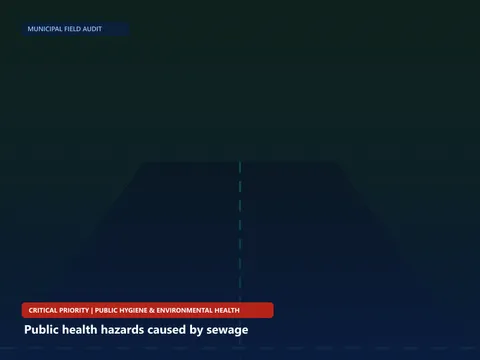 MUNICIPAL FIELD AUDIT
CRITICAL PRIORITY | PUBLIC HYGIENE & ENVIRONMENTAL HEALTH
Public health hazards caused by sewage